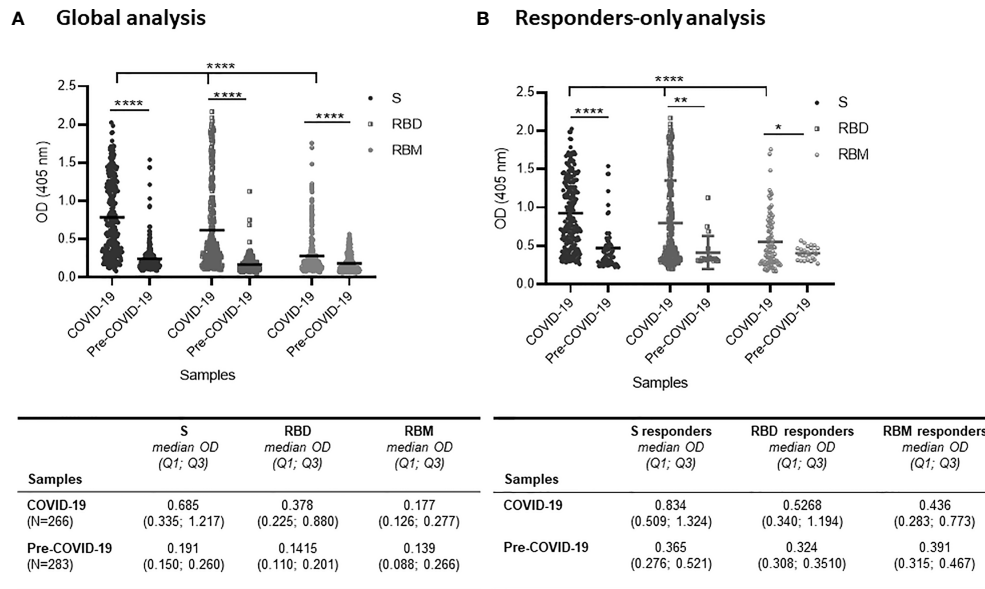 A Global analysis
****
**** **** ****
S
RBD
RBM
OD (405 nm)
2.5
2.0
1.5
1.0
0.5
0.0
COVID-19 Pre-COVID-19 COVID-19 Pre-COVID-19 COVID-19 Pre-COVID-19
Samples
S RBD RBM
median OD median OD median OD
(Q1; Q3) (Q1; Q3) (Q1; Q3)
Samples
COVID-19 0.685 0.378 0.177
(N=266) (0.335; 1.217) (0.225; 0.880) (0.126; 0.277)
Pre-COVID-19 0.191 0.1415 0.139
(N=283) (0.150; 0.260) (0.110; 0.201) (0.088; 0.266)
B Responders-only analysis
****
**** ** *
S
RBD
RBM
OD (405 nm)
2.5
2.0
1.5
1.0
0.5
0.0
COVID-19 Pre-COVID-19 COVID-19 Pre-COVID-19 COVID-19 Pre-COVID-19
Samples
S responders RBD responders RBM responders
median OD median OD median OD
(Q1; Q3) (Q1; Q3) (Q1; Q3)
Samples
COVID-19 0.834 0.5268 0.436
(0.509; 1.324) (0.340; 1.194) (0.283; 0.773)
Pre-COVID-19 0.365 0.324 0.391
(0.276; 0.521) (0.308; 0.3510) (0.315; 0.467)